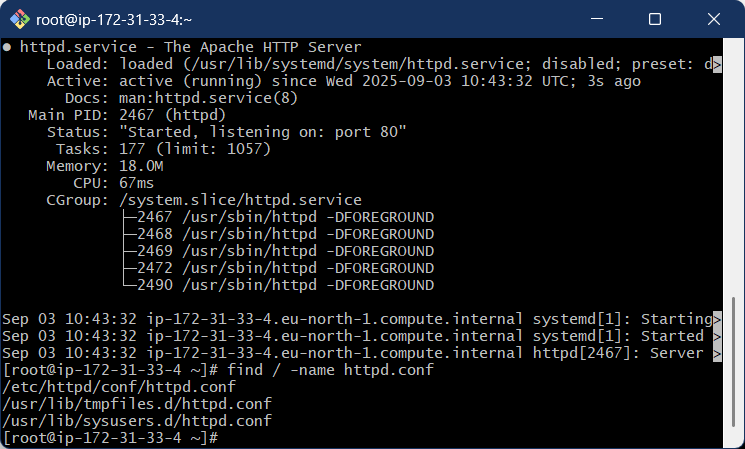 root@ip-172-31-33-4:~
● httpd.service - The Apache HTTP Server
     Loaded: loaded (/usr/lib/systemd/system/httpd.service; disabled; preset: d>
     Active: active (running) since Wed 2025-09-03 10:43:32 UTC; 3s ago
       Docs: man:httpd.service(8)
   Main PID: 2467 (httpd)
     Status: "Started, listening on: port 80"
      Tasks: 177 (limit: 1057)
     Memory: 18.0M
        CPU: 67ms
     CGroup: /system.slice/httpd.service
             ├─2467 /usr/sbin/httpd -DFOREGROUND
             ├─2468 /usr/sbin/httpd -DFOREGROUND
             ├─2469 /usr/sbin/httpd -DFOREGROUND
             ├─2472 /usr/sbin/httpd -DFOREGROUND
             └─2490 /usr/sbin/httpd -DFOREGROUND
Sep 03 10:43:32 ip-172-31-33-4.eu-north-1.compute.internal systemd[1]: Starting>
Sep 03 10:43:32 ip-172-31-33-4.eu-north-1.compute.internal systemd[1]: Started >
Sep 03 10:43:32 ip-172-31-33-4.eu-north-1.compute.internal httpd[2467]: Server >
[root@ip-172-31-33-4 ~]# find / -name httpd.conf
/etc/httpd/conf/httpd.conf
/usr/lib/tmpfiles.d/httpd.conf
/usr/lib/sysusers.d/httpd.conf
[root@ip-172-31-33-4 ~]#